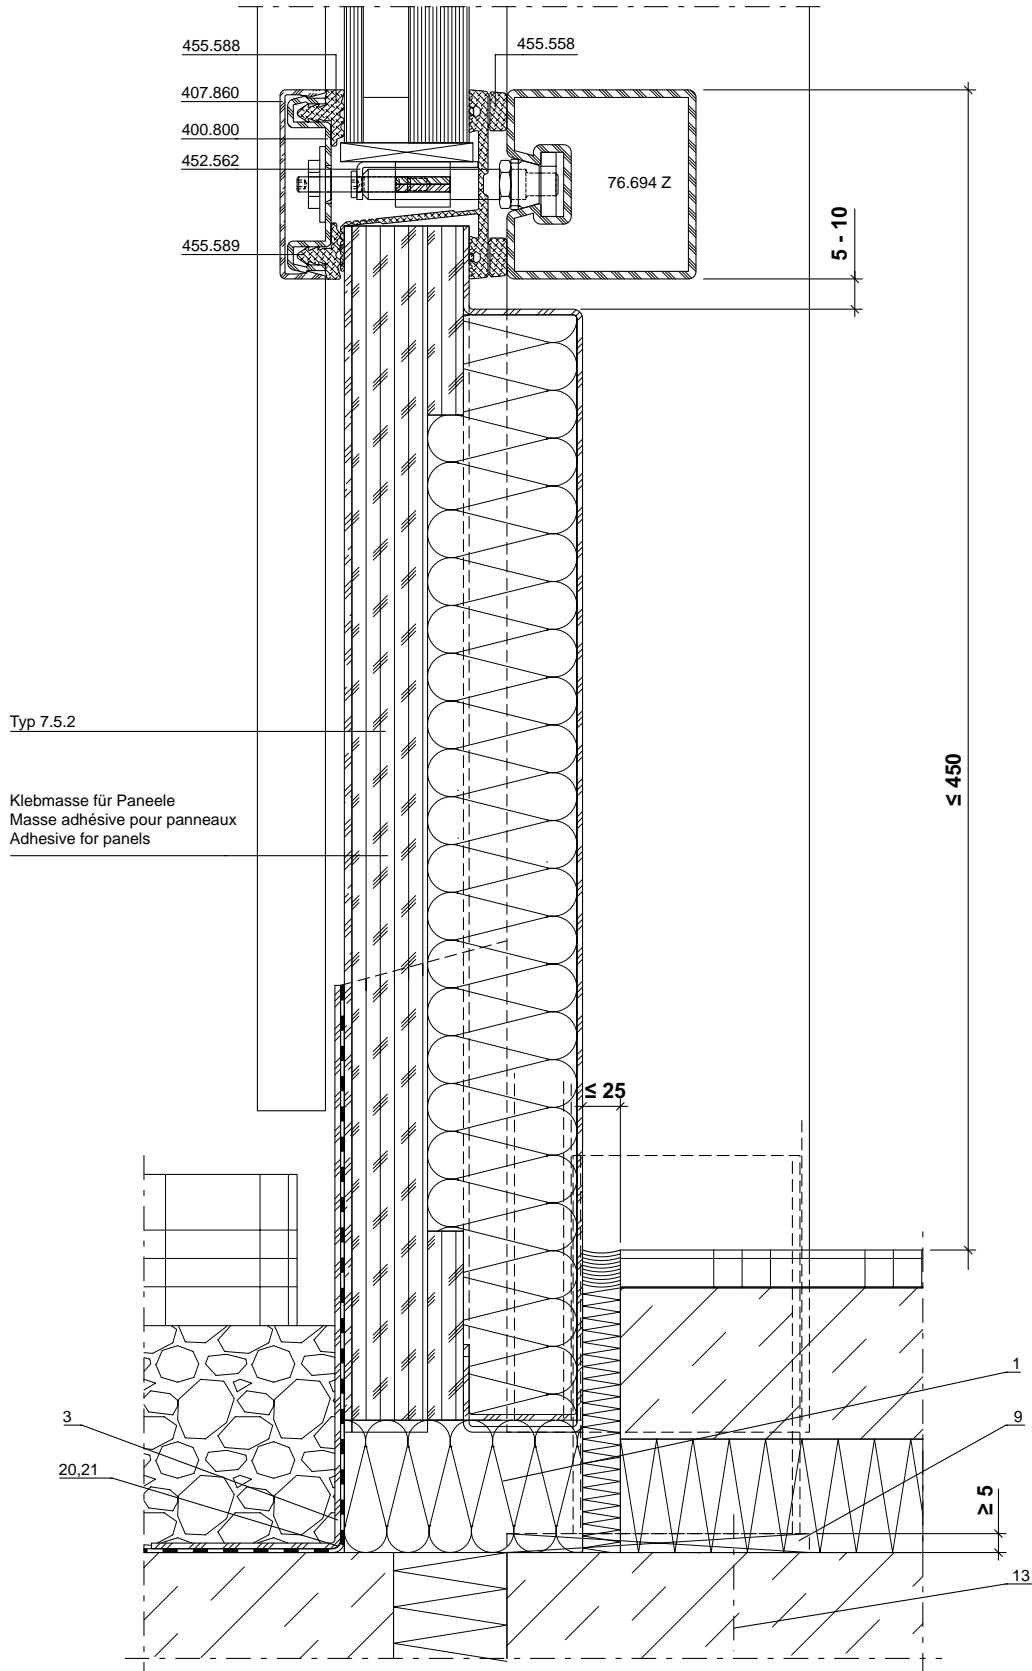 455.588
455.558
407.860
400.800
452.562
76.694 Z
455.589
5 - 10
Typ 7.5.2
≤ 450
Klebmasse für Paneele
Masse adhésive pour panneaux
Adhesive for panels
≤ 25
1
3
9
20,21
≥ 5
13